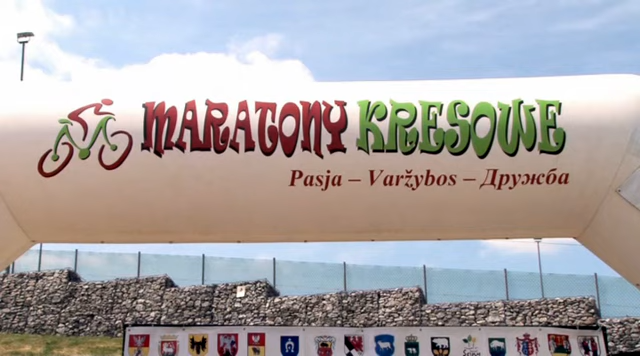 MARATONY KRESOWE
Pasja – Varžybos – Дружба